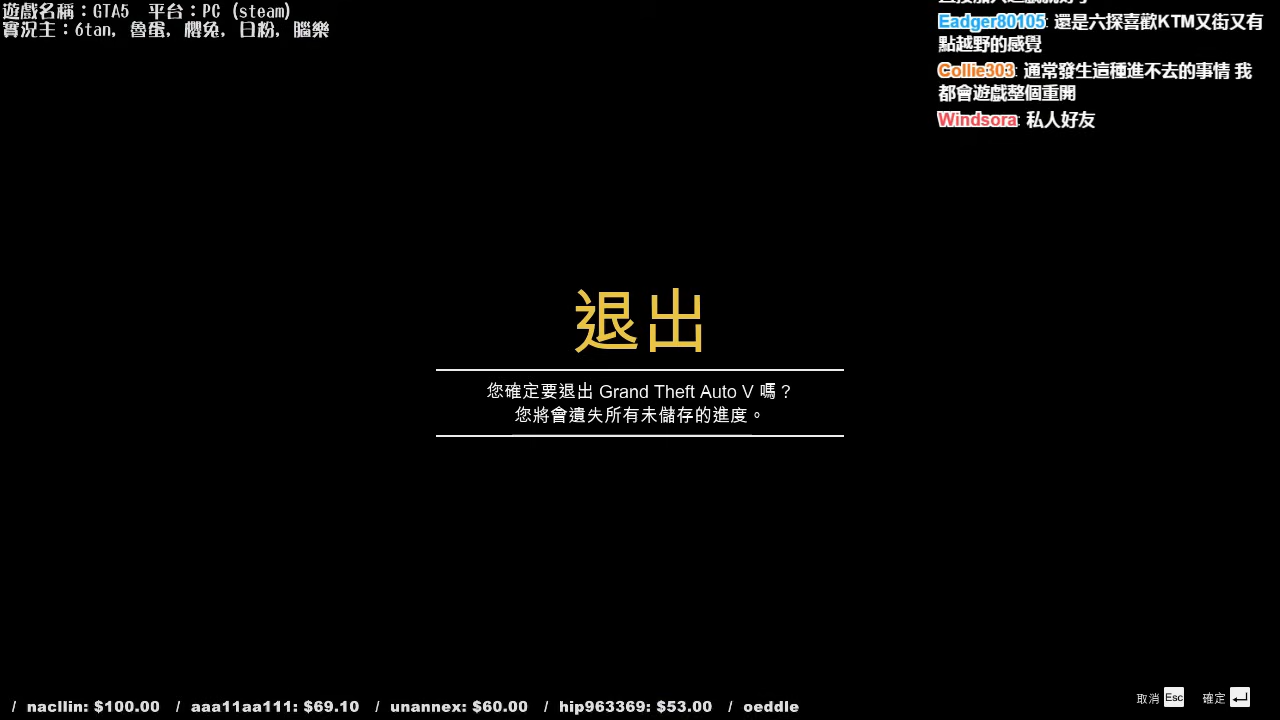 遊戲名稱：GTA5 平台：PC (steam)
實況主：6tan, 魯蛋, 櫻兔, 日粉, 腦樂
Eadger80105: 還是六探喜歡KTM又街又有
點越野的感覺
Collie303: 通常發生這種進不去的事情 我
都會遊戲整個重開
Windsora: 私人好友
退出
您確定要退出 Grand Theft Auto V 嗎？
您將會遺失所有未儲存的進度。
取消 Esc 確定
/ nacilin: $100.00 / aaa11aa111: $69.10 / unannex: $60.00 / hip963369: $53.00 / oeddle